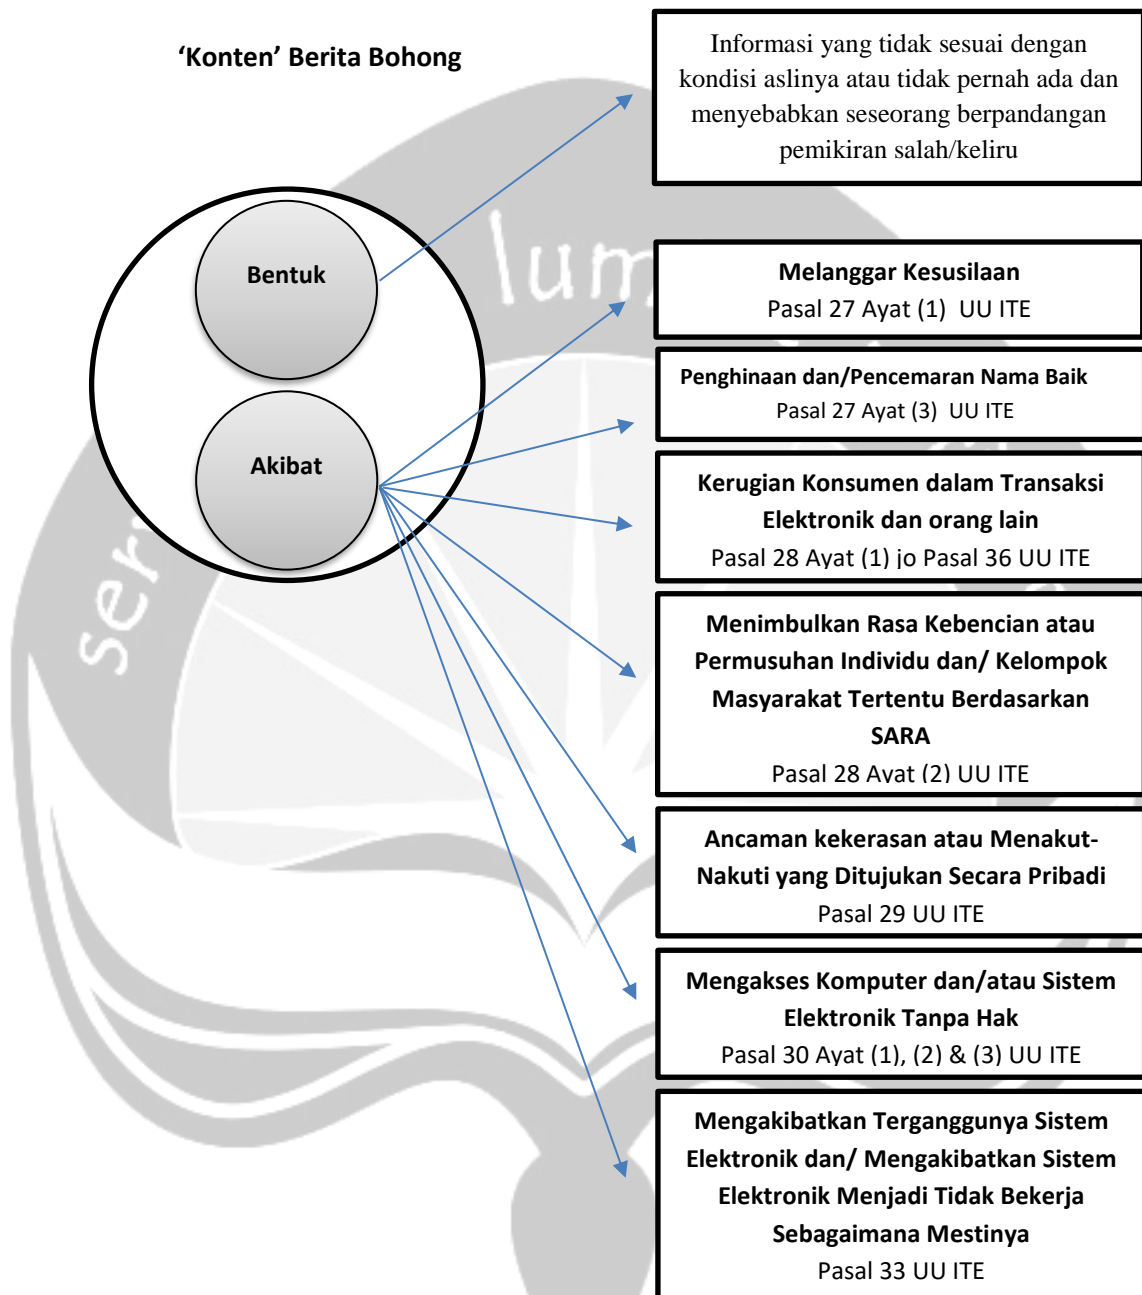 ‘Konten’ Berita Bohong
Informasi yang tidak sesuai dengan
kondisi aslinya atau tidak pernah ada dan
menyebabkan seseorang berpandangan
pemikiran salah/keliru
Bentuk
Akibat
Melanggar Kesusilaan
Pasal 27 Ayat (1) UU ITE
Penghinaan dan/Pencemaran Nama Baik
Pasal 27 Ayat (3) UU ITE
Kerugian Konsumen dalam Transaksi
Elektronik dan orang lain
Pasal 28 Ayat (1) jo Pasal 36 UU ITE
Menimbulkan Rasa Kebencian atau
Permusuhan Individu dan/ Kelompok
Masyarakat Tertentu Berdasarkan
SARA
Pasal 28 Ayat (2) UU ITE
Ancaman kekerasan atau Menakut-
Nakuti yang Ditujukan Secara Pribadi
Pasal 29 UU ITE
Mengakses Komputer dan/atau Sistem
Elektronik Tanpa Hak
Pasal 30 Ayat (1), (2) & (3) UU ITE
Mengakibatkan Terganggunya Sistem
Elektronik dan/ Mengakibatkan Sistem
Elektronik Menjadi Tidak Bekerja
Sebagaimana Mestinya
Pasal 33 UU ITE